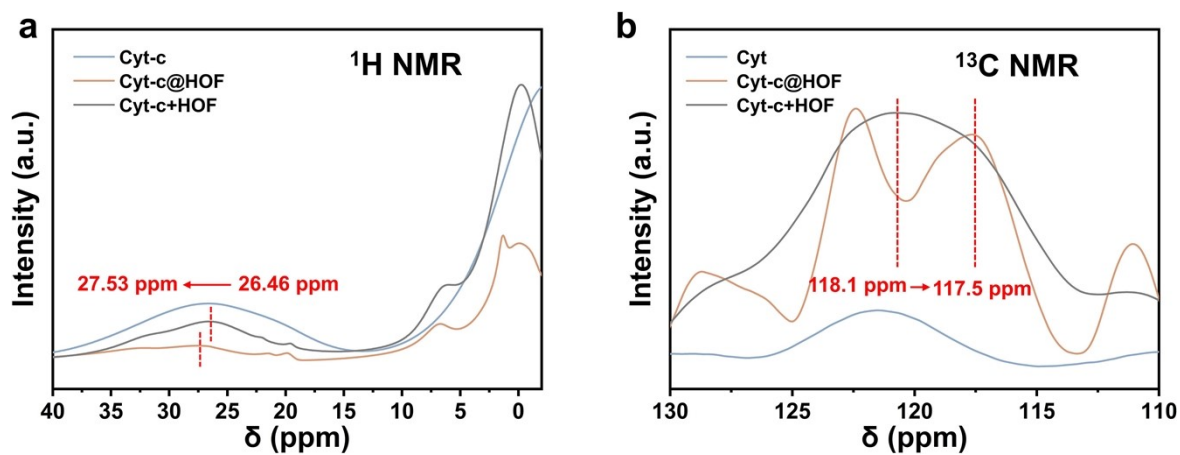 a
Cyt-c
Cyt-c@HOF
Cyt-c+HOF
¹H NMR
27.53 ppm ← 26.46 ppm
Intensity (a.u.)
40 35 30 25 20 15 10 5 0
δ (ppm)
b
Cyt
Cyt-c@HOF
Cyt-c+HOF
¹³C NMR
118.1 ppm→117.5 ppm
Intensity (a.u.)
130 125 120 115 110
δ (ppm)